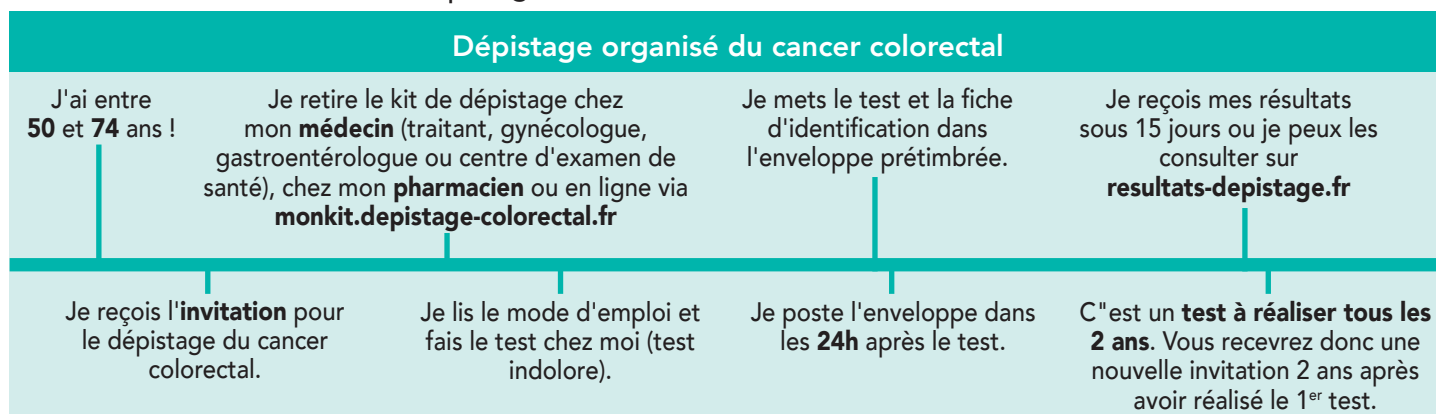 Dépistage organisé du cancer colorectal
J'ai entre
50 et 74 ans !
Je retire le kit de dépistage chez
mon médecin (traitant, gynécologue,
gastroentérologue ou centre d'examen de
santé), chez mon pharmacien ou en ligne via
monkit.depistage-colorectal.fr
Je mets le test et la fiche
d'identification dans
l'enveloppe prétimbrée.
Je reçois mes résultats
sous 15 jours ou je peux les
consulter sur
resultats-depistage.fr
Je reçois l'invitation pour
le dépistage du cancer
colorectal.
Je lis le mode d'emploi et
fais le test chez moi (test
indolore).
Je poste l'enveloppe dans
les 24h après le test.
C"est un test à réaliser tous les
2 ans. Vous recevrez donc une
nouvelle invitation 2 ans après
avoir réalisé le 1er test.